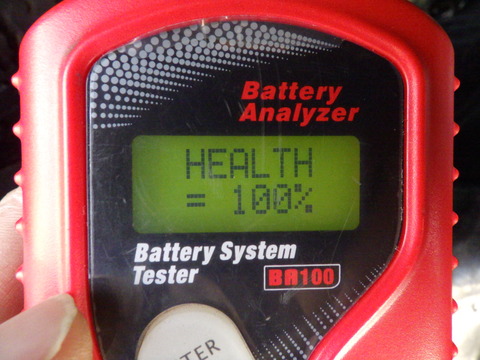 Battery
Analyzer
HEALTH
= 100%
Battery System
Tester
BA100